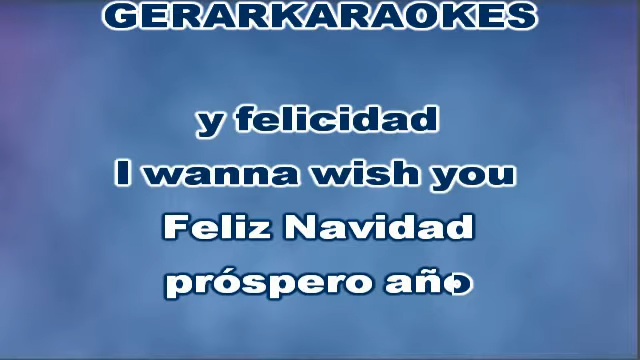 GERARKARAOKES
y felicidad
I wanna wish you
Feliz Navidad
próspero año